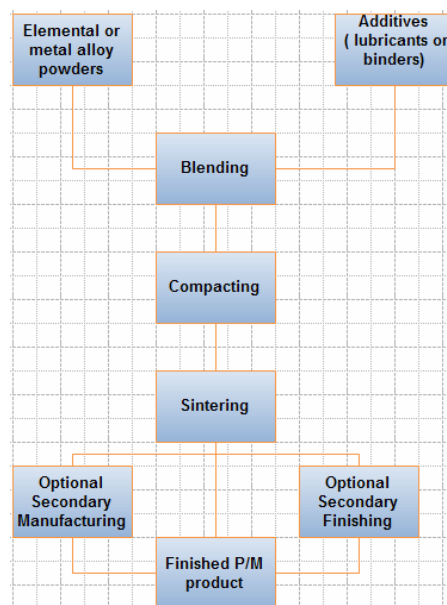 Elemental or
metal alloy
powders
Additives
( lubricants or
binders)
Blending
Compacting
Sintering
Optional
Secondary
Manufacturing
Optional
Secondary
Finishing
Finished P/M
product